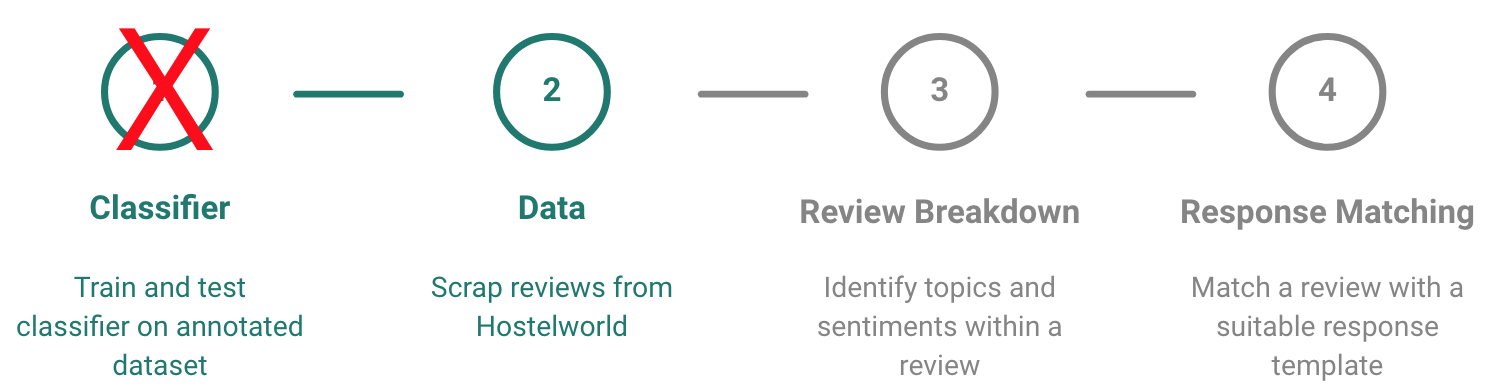 2
3
4
Classifier
Data
Review Breakdown
Response Matching
Train and test
classifier on annotated
dataset
Scrap reviews from
Hostelworld
Identify topics and
sentiments within a
review
Match a review with a
suitable response
template